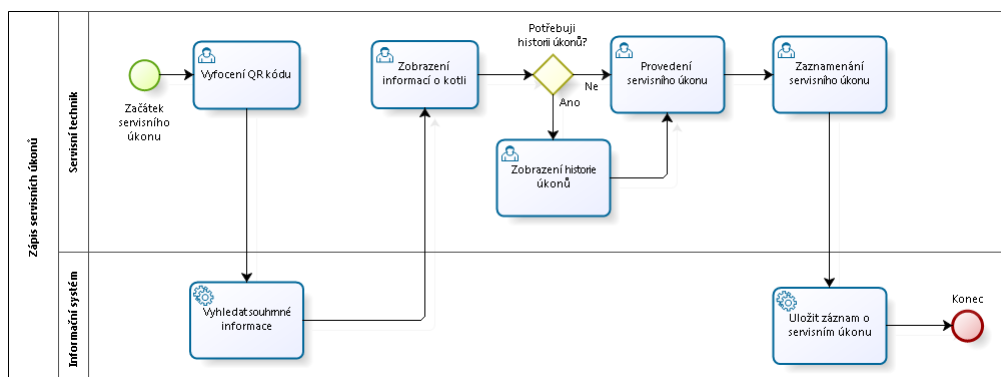 Zápis servisních úkonů
Servisní technik
Začátek
servisního
úkonu
Vyfocení QR kódu
Zobrazení
informací o kotli
Potřebuji
historii úkonů?
Ne
Ano
Zobrazení historie
úkonů
Provedení
servisního úkonu
Zaznamenání
servisního úkonu
Informační systém
Vyhledat souhrnné
informace
Uložit záznam o
servisním úkonu
Konec